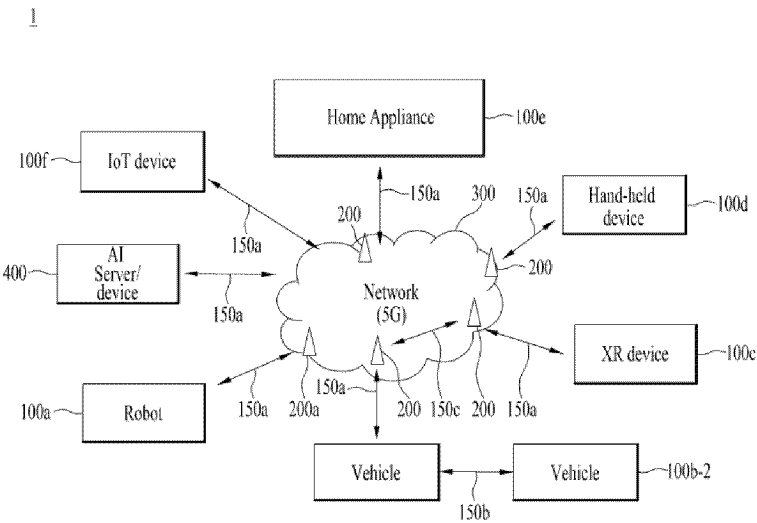 1
Home Appliance
100e
IoT device
100f
150a
200
300
150a
Hand-held
device
100d
150a
AI
Server/
device
400
200
150a
Network
(5G)
XR device
100c
150a
200a
150a
200
150c
200
150a
100a
Robot
Vehicle
Vehicle
100b-2
150b